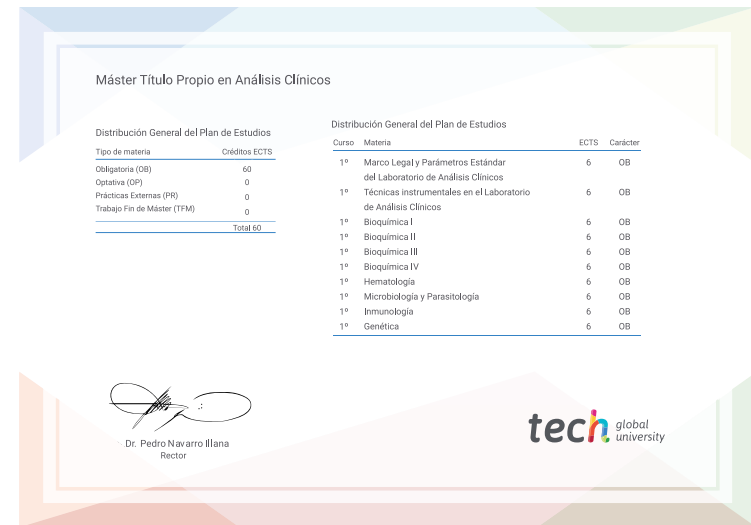 Máster Título Propio en Análisis Clínicos
Distribución General del Plan de Estudios
Tipo de materia Créditos ECTS
Obligatoria (OB) 60
Optativa (OP) 0
Prácticas Externas (PR) 0
Trabajo Fin de Máster (TFM) 0
Total 60
Distribución General del Plan de Estudios
Curso Materia ECTS Carácter
1º Marco Legal y Parámetros Estándar 6 OB
del Laboratorio de Análisis Clínicos
1º Técnicas instrumentales en el Laboratorio 6 OB
de Análisis Clínicos
1º Bioquímica I 6 OB
1º Bioquímica II 6 OB
1º Bioquímica III 6 OB
1º Bioquímica IV 6 OB
1º Hematología 6 OB
1º Microbiología y Parasitología 6 OB
1º Inmunología 6 OB
1º Genética 6 OB
Dr. Pedro Navarro Illana
Rector
tech global
university